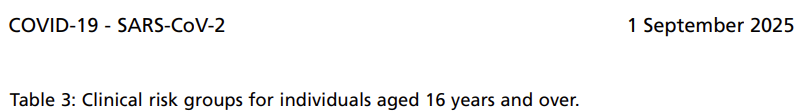 COVID-19 - SARS-CoV-2 1 September 2025
Table 3: Clinical risk groups for individuals aged 16 years and over.